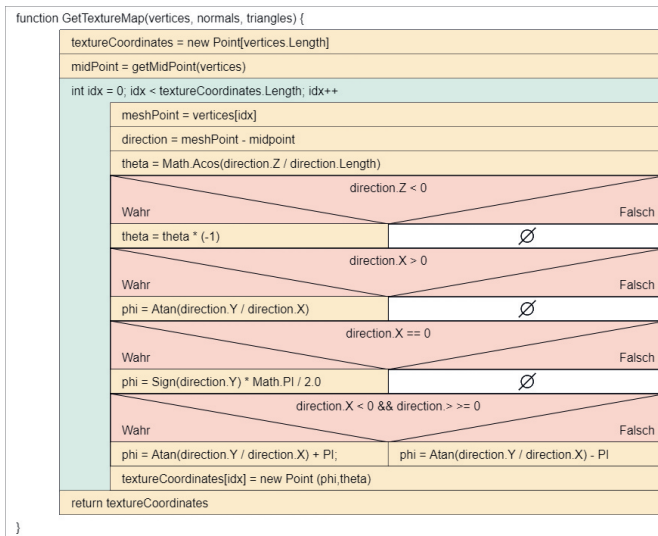 function GetTextureMap(vertices, normals, triangles) {
textureCoordinates = new Point[vertices.Length]
midPoint = getMidPoint(vertices)
int idx = 0; idx < textureCoordinates.Length; idx++
meshPoint = vertices[idx]
direction = meshPoint - midpoint
theta = Math.Acos(direction.Z / direction.Length)
direction.Z < 0
Wahr Falsch
theta = theta * (-1) ∅
direction.X > 0
Wahr Falsch
phi = Atan(direction.Y / direction.X) ∅
direction.X == 0
Wahr Falsch
phi = Sign(direction.Y) * Math.PI / 2.0 ∅
direction.X < 0 && direction.> >= 0
Wahr Falsch
phi = Atan(direction.Y / direction.X) + PI; phi = Atan(direction.Y / direction.X) - PI
textureCoordinates[idx] = new Point (phi,theta)
return textureCoordinates
}